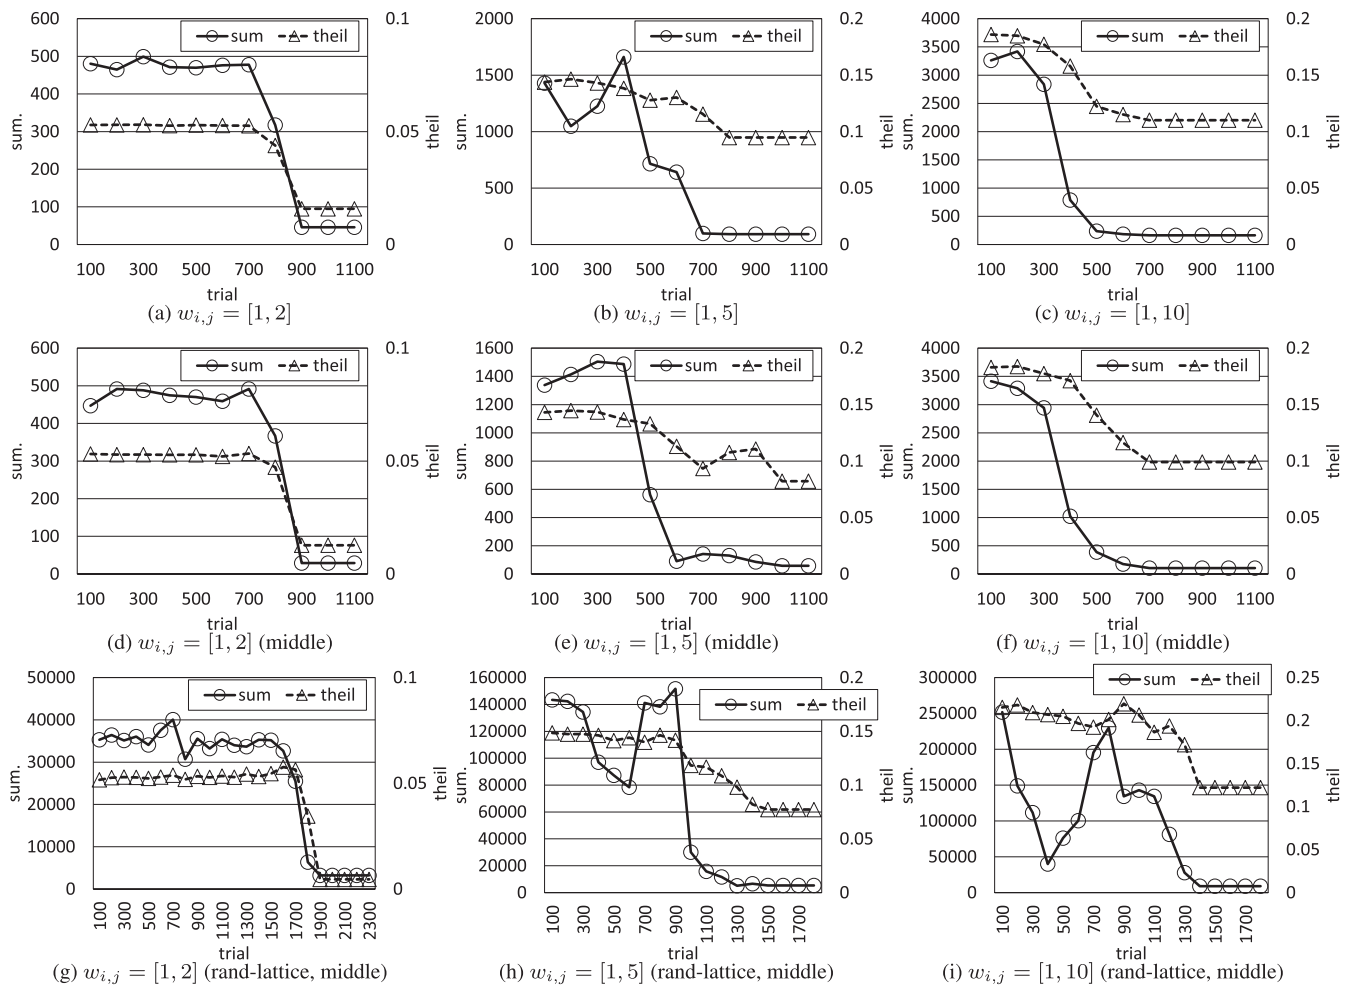 600 500 400 300 200 100 0
sum.
0.1 0.05 0
theil
sum theil
100 300 500 700 900 1100
trial
(a) w_{i,j} = [1, 2]
2000 1500 1000 500 0
sum.
0.2 0.15 0.1 0.05 0
theil
sum theil
100 300 500 700 900 1100
trial
(b) w_{i,j} = [1, 5]
4000 3500 3000 2500 2000 1500 1000 500 0
sum.
0.2 0.15 0.1 0.05 0
theil
sum theil
100 300 500 700 900 1100
trial
(c) w_{i,j} = [1, 10]
600 500 400 300 200 100 0
sum.
0.1 0.05 0
theil
sum theil
100 300 500 700 900 1100
trial
(d) w_{i,j} = [1, 2] (middle)
1600 1400 1200 1000 800 600 400 200 0
sum.
0.2 0.15 0.1 0.05 0
theil
sum theil
100 300 500 700 900 1100
trial
(e) w_{i,j} = [1, 5] (middle)
4000 3500 3000 2500 2000 1500 1000 500 0
sum.
0.2 0.15 0.1 0.05 0
theil
sum theil
100 300 500 700 900 1100
trial
(f) w_{i,j} = [1, 10] (middle)
50000 40000 30000 20000 10000 0
sum.
0.1 0.05 0
theil
sum theil
100 300 500 700 900 1100 1300 1500 1700 1900 2100 2300
trial
(g) w_{i,j} = [1, 2] (rand-lattice, middle)
160000 140000 120000 100000 80000 60000 40000 20000 0
sum.
0.2 0.15 0.1 0.05 0
theil
sum theil
100 300 500 700 900 1100 1300 1500 1700
trial
(h) w_{i,j} = [1, 5] (rand-lattice, middle)
300000 250000 200000 150000 100000 50000 0
sum.
0.25 0.2 0.15 0.1 0.05 0
theil
sum theil
100 300 500 700 900 1100 1300 1500 1700
trial
(i) w_{i,j} = [1, 10] (rand-lattice, middle)